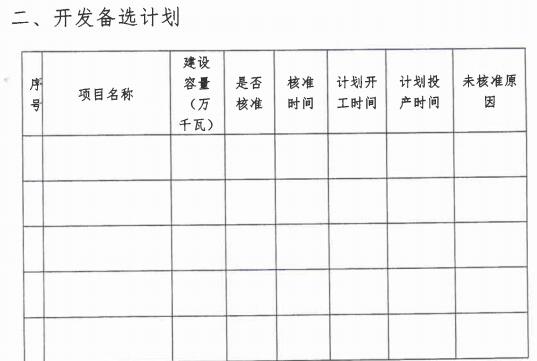 二、开发备选计划
序号
项目名称
建设容量（万千瓦）
是否核准
核准时间
计划开工时间
计划投产时间
未核准原因